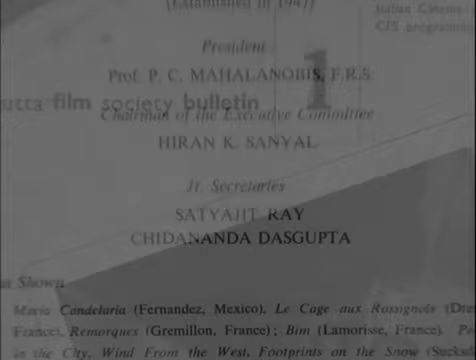 (Established in 1947)
Italian Cinema
CFS programme
President
Prof. P. C. MAHALANOBIS, F.R.S.
1
utta film society bulletin
Chairman of the Executive Committee
HIRAN K. SANYAL
Jt. Secretaries
SATYAJIT RAY
CHIDANANDA DASGUPTA
Shown
Maria Candelaria (Fernandez, Mexico). Le Cage aux Rossignols
France), Remorques (Gremillon, France); Bim (Lamorisse, France).
in the City, Wind From the West, Footprints on the Snow